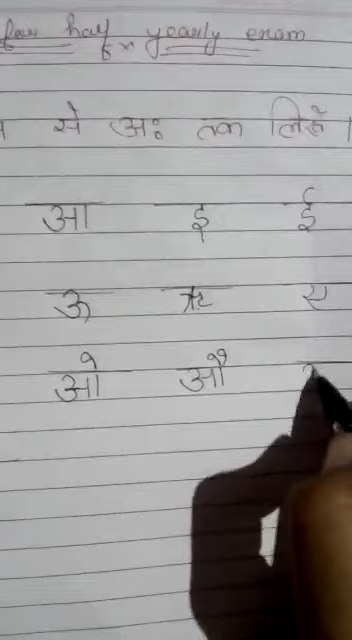 for half yearly exam
से अः तक लिखें ।
आ इ ई
ऊ ऋ ए
ओ औ